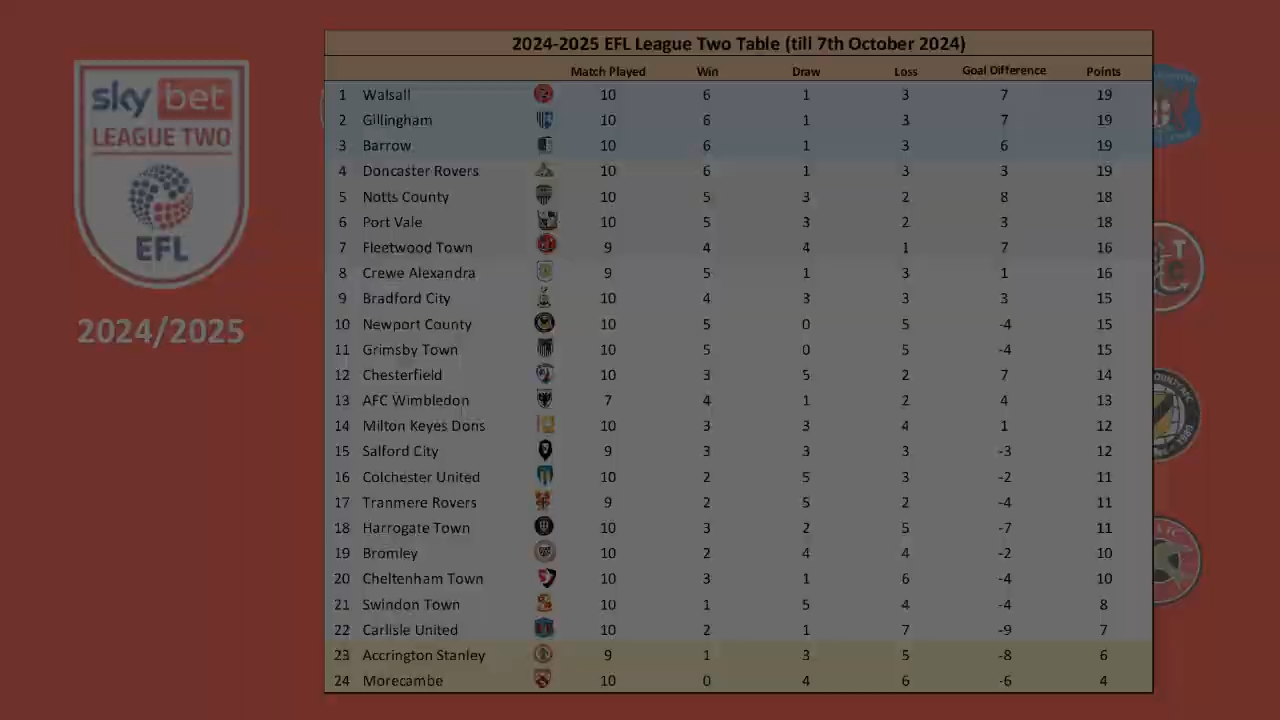 2024-2025 EFL League Two Table (till 7th October 2024)
Match Played Win Draw Loss Goal Difference Points
1 Walsall 10 6 1 3 7 19
2 Gillingham 10 6 1 3 7 19
3 Barrow 10 6 1 3 6 19
4 Doncaster Rovers 10 6 1 3 3 19
5 Notts County 10 5 3 2 8 18
6 Port Vale 10 5 3 2 3 18
7 Fleetwood Town 9 4 4 1 7 16
8 Crewe Alexandra 9 5 1 3 1 16
9 Bradford City 10 4 3 3 3 15
10 Newport County 10 5 0 5 -4 15
11 Grimsby Town 10 5 0 5 -4 15
12 Chesterfield 10 3 5 2 7 14
13 AFC Wimbledon 7 4 1 2 4 13
14 Milton Keyes Dons 10 3 3 4 1 12
15 Salford City 9 3 3 3 -3 12
16 Colchester United 10 2 5 3 -2 11
17 Tranmere Rovers 9 2 5 2 -4 11
18 Harrogate Town 10 3 2 5 -7 11
19 Bromley 10 2 4 4 -2 10
20 Cheltenham Town 10 3 1 6 -4 10
21 Swindon Town 10 1 5 4 -4 8
22 Carlisle United 10 2 1 7 -9 7
23 Accrington Stanley 9 1 3 5 -8 6
24 Morecambe 10 0 4 6 -6 4
sky bet
LEAGUE TWO
EFL
2024/2025